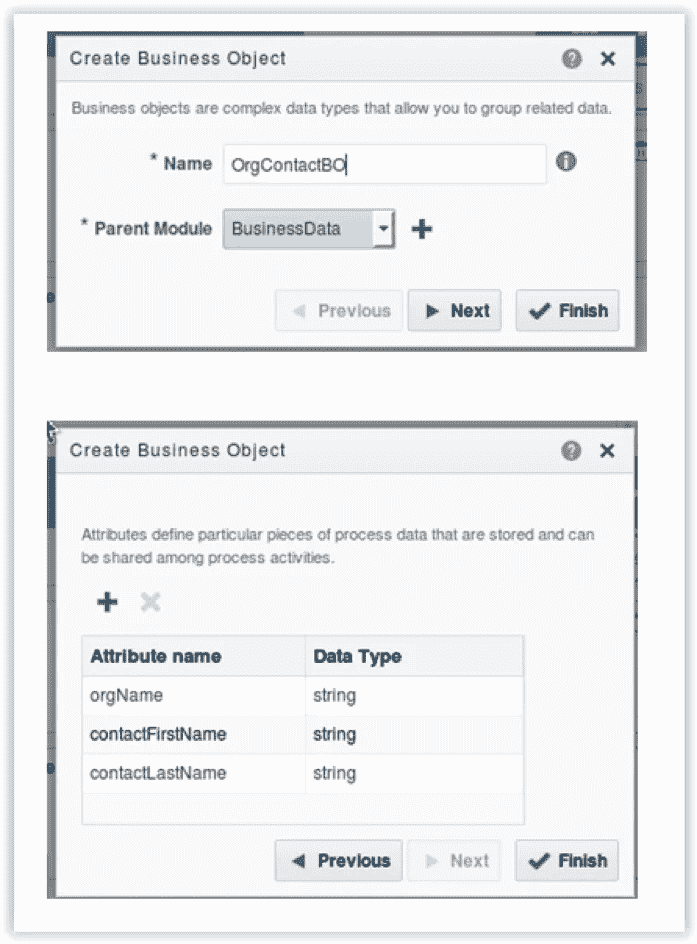 Create Business Object
Business objects are complex data types that allow you to group related data.
* Name OrgContactBO
* Parent Module BusinessData
Previous Next Finish
Create Business Object
Attributes define particular pieces of process data that are stored and can
be shared among process activities.
Attribute name Data Type
orgName string
contactFirstName string
contactLastName string
Previous Next Finish